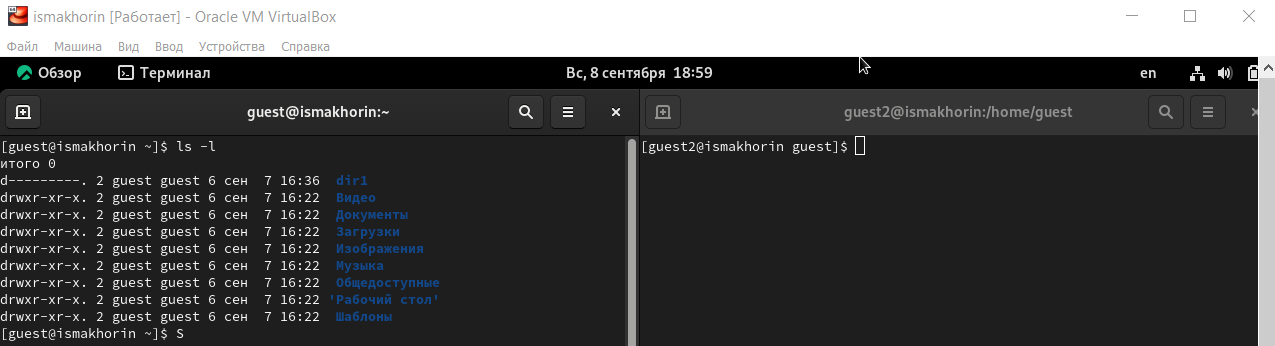 ismakhorin [Работает] - Oracle VM VirtualBox
Файл Машина Вид Ввод Устройства Справка
Обзор Терминал Вс, 8 сентября 18:59 en
guest@ismakhorin:~
[guest@ismakhorin ~]$ ls -l
итого 0
d---------. 2 guest guest 6 сен  7 16:36  dir1
drwxr-xr-x. 2 guest guest 6 сен  7 16:22  Видео
drwxr-xr-x. 2 guest guest 6 сен  7 16:22  Документы
drwxr-xr-x. 2 guest guest 6 сен  7 16:22  Загрузки
drwxr-xr-x. 2 guest guest 6 сен  7 16:22  Изображения
drwxr-xr-x. 2 guest guest 6 сен  7 16:22  Музыка
drwxr-xr-x. 2 guest guest 6 сен  7 16:22  Общедоступные
drwxr-xr-x. 2 guest guest 6 сен  7 16:22 'Рабочий стол'
drwxr-xr-x. 2 guest guest 6 сен  7 16:22  Шаблоны
[guest@ismakhorin ~]$ S
guest2@ismakhorin:/home/guest
[guest2@ismakhorin guest]$